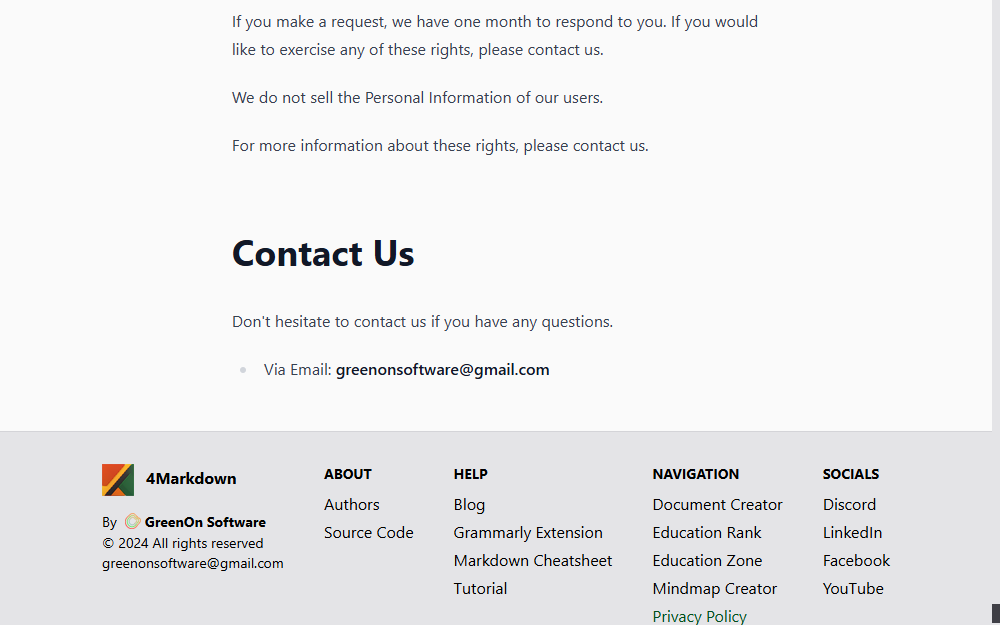 If you make a request, we have one month to respond to you. If you would
like to exercise any of these rights, please contact us.
We do not sell the Personal Information of our users.
For more information about these rights, please contact us.
Contact Us
Don't hesitate to contact us if you have any questions.
Via Email: greenonsoftware@gmail.com
4Markdown
By GreenOn Software
© 2024 All rights reserved
greenonsoftware@gmail.com
ABOUT
Authors
Source Code
HELP
Blog
Grammarly Extension
Markdown Cheatsheet
Tutorial
NAVIGATION
Document Creator
Education Rank
Education Zone
Mindmap Creator
Privacy Policy
SOCIALS
Discord
LinkedIn
Facebook
YouTube